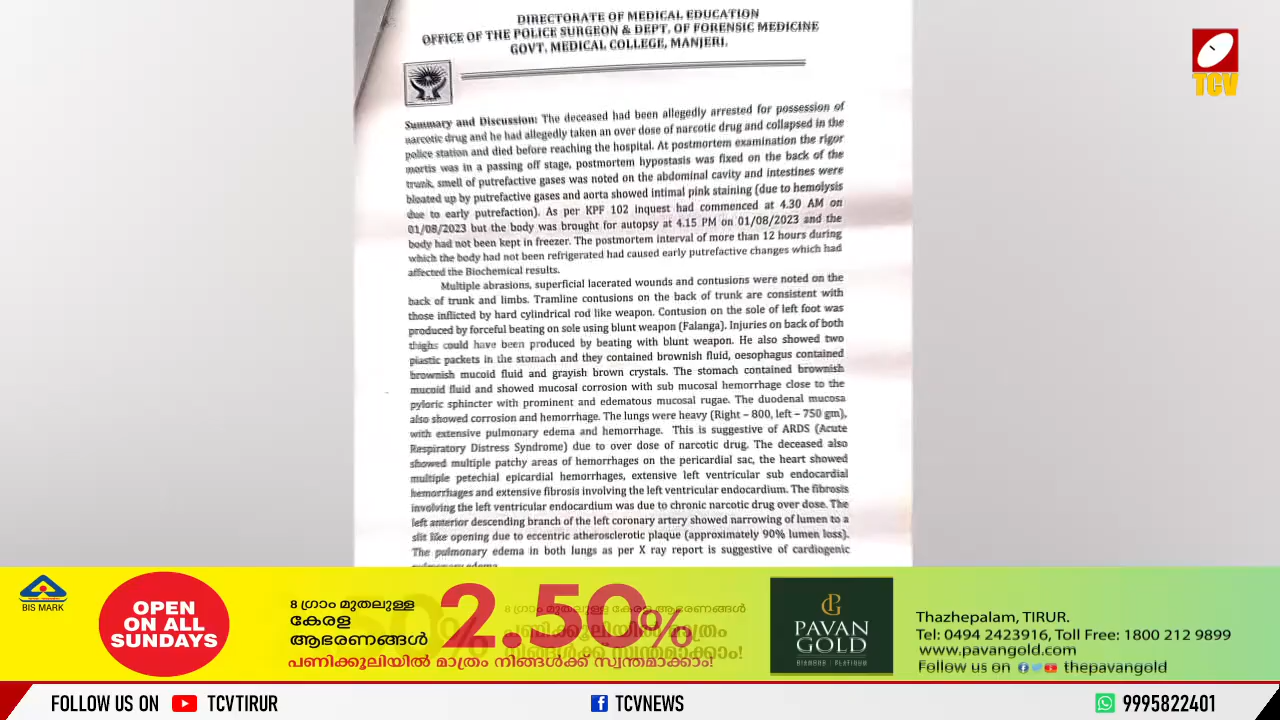 DIRECTORATE OF MEDICAL EDUCATION
OFFICE OF THE POLICE SURGEON & DEPT. OF FORENSIC MEDICINE
GOVT. MEDICAL COLLEGE, MANJERI.
TCV
Summary and Discussion: The deceased had been allegedly arrested for possession of
narcotic drug and he had allegedly taken an over dose of narcotic drug and collapsed in the
police station and died before reaching the hospital. At postmortem examination the rigor
mortis was in a passing off stage, postmortem hypostasis was fixed on the back of the
trunk, smell of putrefactive gases was noted on the abdominal cavity and intestines were
bloated up by putrefactive gases and aorta showed intimal pink staining (due to hemolysis
due to early putrefaction). As per KPF 102 inquest had commenced at 4.30 AM on
01/08/2023 but the body was brought for autopsy at 4.15 PM on 01/08/2023 and the
body had not been kept in freezer. The postmortem interval of more than 12 hours during
which the body had not been refrigerated had caused early putrefactive changes which had
affected the Biochemical results.
Multiple abrasions, superficial lacerated wounds and contusions were noted on the
back of trunk and limbs. Tramline contusions on the back of trunk are consistent with
those inflicted by hard cylindrical rod like weapon. Contusion on the sole of left foot was
produced by forceful beating on sole using blunt weapon (Falanga). Injuries on back of both
thighs could have been produced by beating with blunt weapon. He also showed two
plastic packets in the stomach and they contained brownish fluid, oesophagus contained
brownish mucoid fluid and grayish brown crystals. The stomach contained brownish
mucoid fluid and showed mucosal corrosion with sub mucosal hemorrhage close to the
pyloric sphincter with prominent and edematous mucosal rugae. The duodenal mucosa
also showed corrosion and hemorrhage. The lungs were heavy (Right – 800, left – 750 gm),
with extensive pulmonary edema and hemorrhage. This is suggestive of ARDS (Acute
Respiratory Distress Syndrome) due to over dose of narcotic drug. The deceased also
showed multiple patchy areas of hemorrhages on the pericardial sac, the heart showed
multiple petechial epicardial hemorrhages, extensive left ventricular sub endocardial
hemorrhages and extensive fibrosis involving the left ventricular endocardium. The fibrosis
involving the left ventricular endocardium was due to chronic narcotic drug over dose. The
left anterior descending branch of the left coronary artery showed narrowing of lumen to a
slit like opening due to eccentric atherosclerotic plaque (approximately 90% lumen loss).
The pulmonary edema in both lungs as per X ray report is suggestive of cardiogenic
pulmonary edema
BIS MARK
OPEN
ON ALL
SUNDAYS
8 ഗ്രാം മുതലുള്ള
കേരള
ആഭരണങ്ങൾ
2.50%
പണിക്കൂലിയിൽ മാത്രം നിങ്ങൾക്ക് സ്വന്തമാക്കാം!
8 ഗ്രാം മുതലുള്ള കേരള ആഭരണങ്ങൾ
പണിക്കൂലിയിൽ മാത്രം
നിങ്ങൾക്ക് സ്വന്തമാക്കാം!
PG
PAVAN
GOLD
DIAMOND | PLATINUM
Thazhepalam, TIRUR.
Tel: 0494 2423916, Toll Free: 1800 212 9899
www.pavangold.com
Follow us on thepavangold
FOLLOW US ON TCVTIRUR
TCVNEWS
9995822401